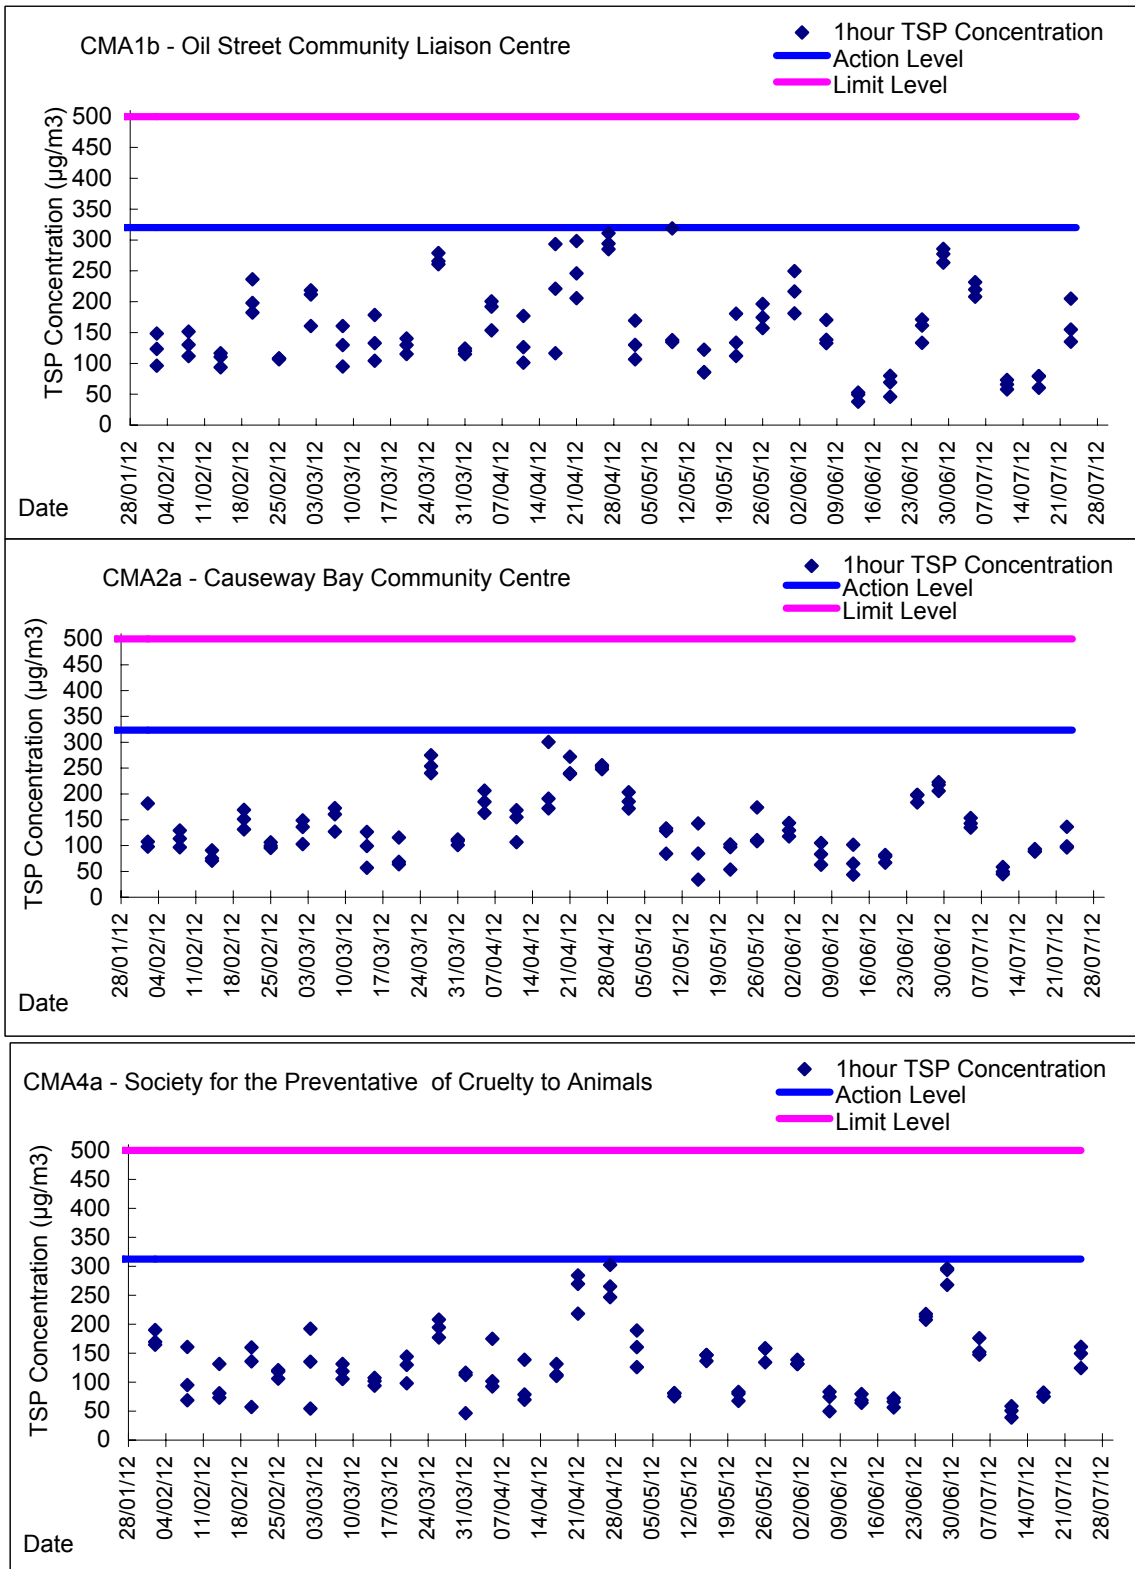 CMA1b - Oil Street Community Liaison Centre
1hour TSP Concentration
Action Level
Limit Level
TSP Concentration (µg/m3)
500
450
400
350
300
250
200
150
100
50
0
28/01/12 04/02/12 11/02/12 18/02/12 25/02/12 03/03/12 10/03/12 17/03/12 24/03/12 31/03/12 07/04/12 14/04/12 21/04/12 28/04/12 05/05/12 12/05/12 19/05/12 26/05/12 02/06/12 09/06/12 16/06/12 23/06/12 30/06/12 07/07/12 14/07/12 21/07/12 28/07/12
Date
CMA2a - Causeway Bay Community Centre
1hour TSP Concentration
Action Level
Limit Level
TSP Concentration (µg/m3)
500
450
400
350
300
250
200
150
100
50
0
28/01/12 04/02/12 11/02/12 18/02/12 25/02/12 03/03/12 10/03/12 17/03/12 24/03/12 31/03/12 07/04/12 14/04/12 21/04/12 28/04/12 05/05/12 12/05/12 19/05/12 26/05/12 02/06/12 09/06/12 16/06/12 23/06/12 30/06/12 07/07/12 14/07/12 21/07/12 28/07/12
Date
CMA4a - Society for the Preventative  of Cruelty to Animals
1hour TSP Concentration
Action Level
Limit Level
TSP Concentration (µg/m3)
500
450
400
350
300
250
200
150
100
50
0
28/01/12 04/02/12 11/02/12 18/02/12 25/02/12 03/03/12 10/03/12 17/03/12 24/03/12 31/03/12 07/04/12 14/04/12 21/04/12 28/04/12 05/05/12 12/05/12 19/05/12 26/05/12 02/06/12 09/06/12 16/06/12 23/06/12 30/06/12 07/07/12 14/07/12 21/07/12 28/07/12
Date